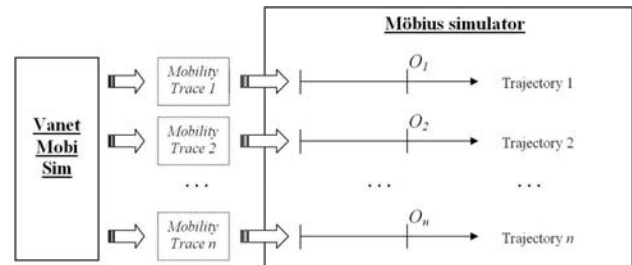 Möbius simulator
Vanet
Mobi
Sim
Mobility
Trace 1
O1
Trajectory 1
Mobility
Trace 2
O2
Trajectory 2
... ... ...
Mobility
Trace n
On
Trajectory n